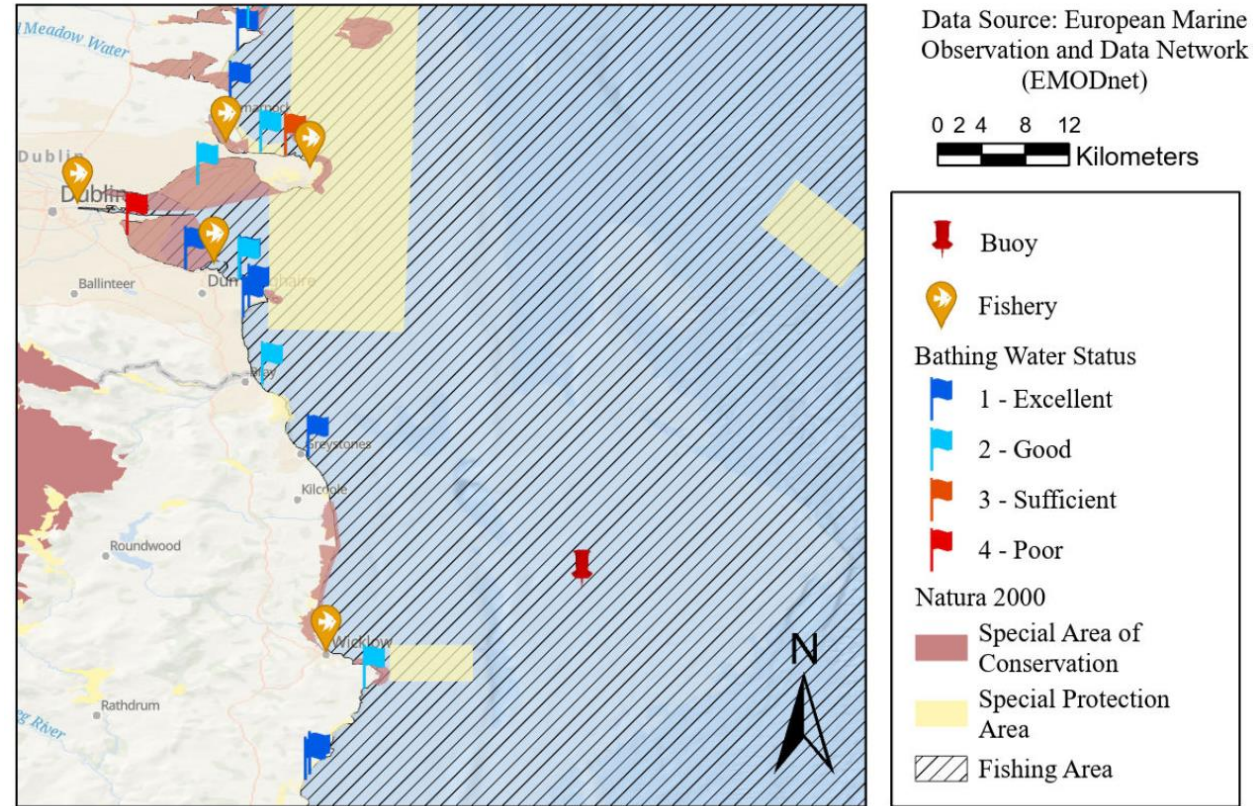 Data Source: European Marine
Observation and Data Network
(EMODnet)
0 2 4 8 12
Kilometers
Meadow Water
Dublin
Dublin
Ballinteer
Bray
Greystones
Kilcoole
Roundwood
Wicklow
Rathdrum
River
N
Buoy
Fishery
Bathing Water Status
1 - Excellent
2 - Good
3 - Sufficient
4 - Poor
Natura 2000
Special Area of
Conservation
Special Protection
Area
Fishing Area